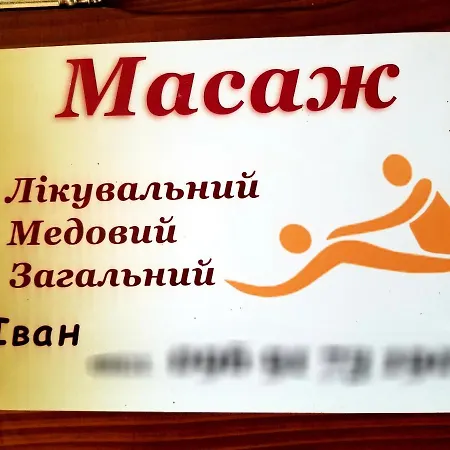 Масаж
Лікувальний
Медовий
Загальний
Іван